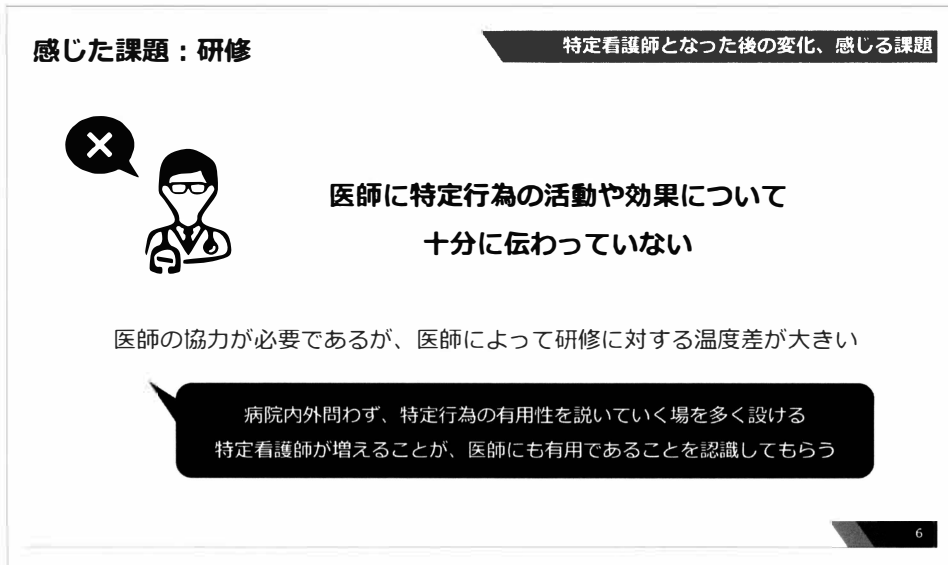 感じた課題：研修
特定看護師となった後の変化、感じる課題
医師に特定行為の活動や効果について
十分に伝わっていない
医師の協力が必要であるが、医師によって研修に対する温度差が大きい
病院内外問わず、特定行為の有用性を説いていく場を多く設ける
特定看護師が増えることが、医師にも有用であることを認識してもらう
6